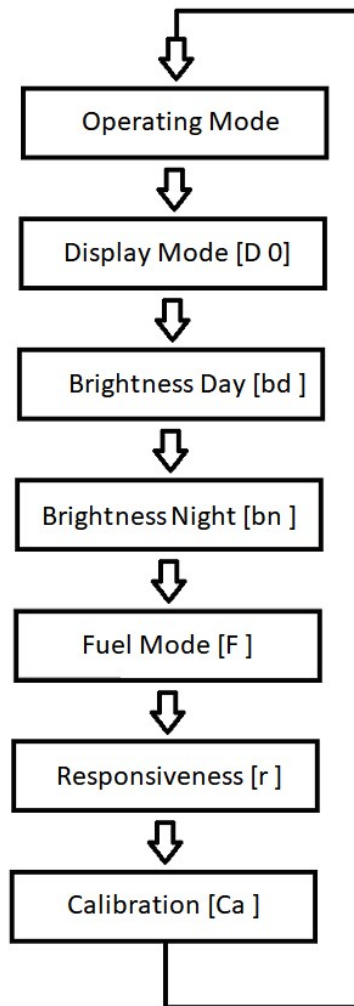 Operating Mode
Display Mode [D 0]
Brightness Day [bd ]
Brightness Night [bn ]
Fuel Mode [F ]
Responsiveness [r ]
Calibration [Ca ]